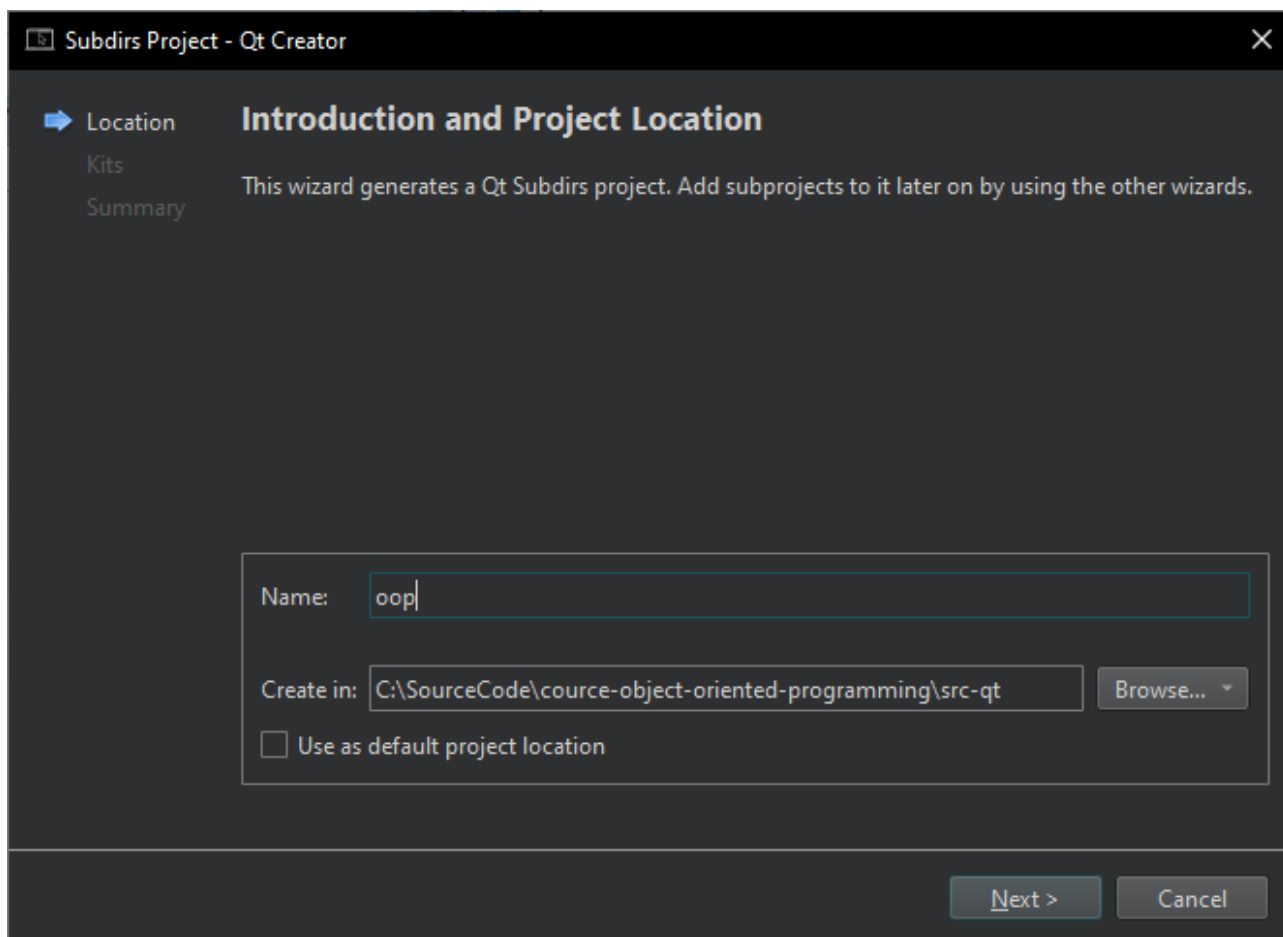 Subdirs Project - Qt Creator
Location
Kits
Summary
Introduction and Project Location
This wizard generates a Qt Subdirs project. Add subprojects to it later on by using the other wizards.
Name: oop
Create in: C:\SourceCode\cource-object-oriented-programming\src-qt Browse...
Use as default project location
Next > Cancel